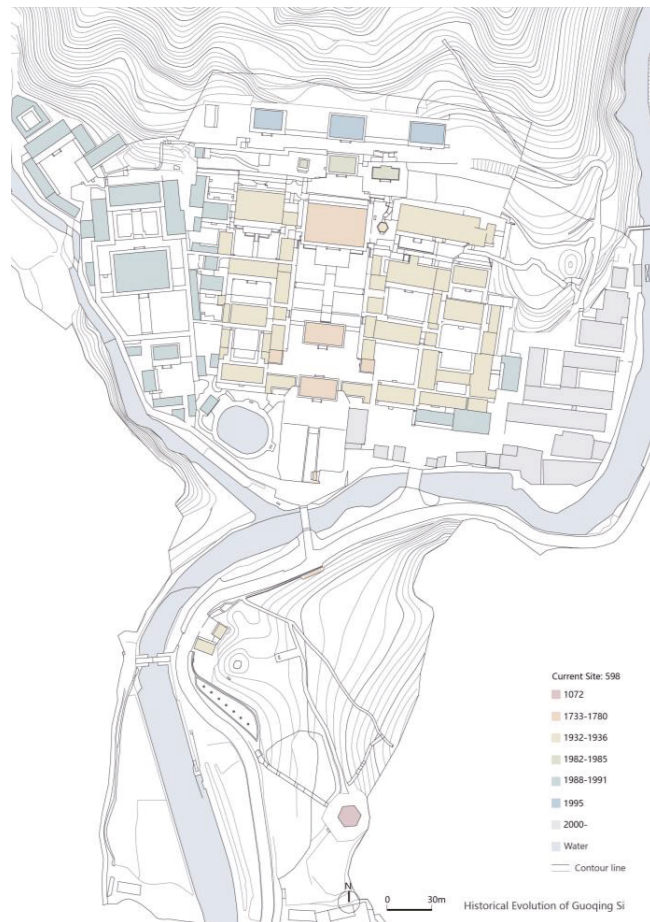 Current Site: 598
1072
1733-1780
1932-1936
1982-1985
1988-1991
1995
2000-
Water
Contour line
N
0 30m
Historical Evolution of Guoqing Si